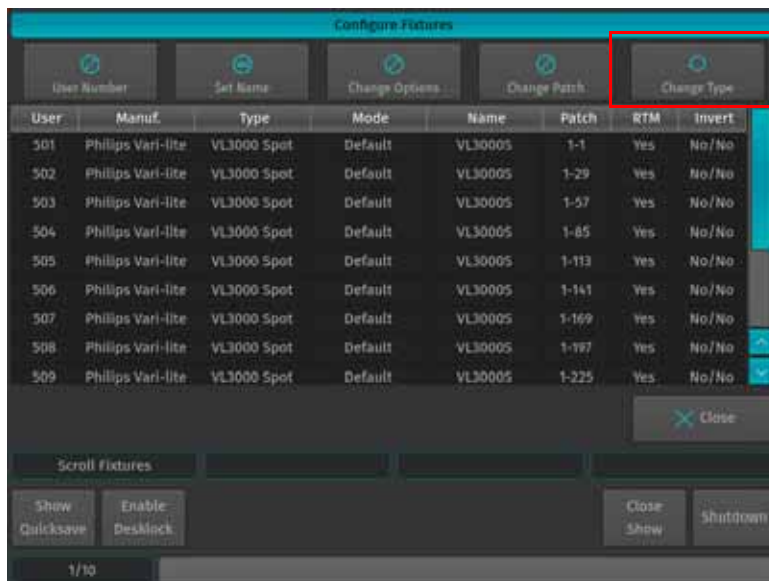 Configure Fixtures
User Number Set Name Change Options Change Patch Change Type
User Manuf. Type Mode Name Patch RTM Invert
501 Philips Vari-lite VL3000 Spot Default VL3000S 1-1 Yes No/No
502 Philips Vari-lite VL3000 Spot Default VL3000S 1-29 Yes No/No
503 Philips Vari-lite VL3000 Spot Default VL3000S 1-57 Yes No/No
504 Philips Vari-lite VL3000 Spot Default VL3000S 1-85 Yes No/No
505 Philips Vari-lite VL3000 Spot Default VL3000S 1-113 Yes No/No
506 Philips Vari-lite VL3000 Spot Default VL3000S 1-141 Yes No/No
507 Philips Vari-lite VL3000 Spot Default VL3000S 1-169 Yes No/No
508 Philips Vari-lite VL3000 Spot Default VL3000S 1-197 Yes No/No
509 Philips Vari-lite VL3000 Spot Default VL3000S 1-225 Yes No/No
Close
Scroll Fixtures
Show Enable Close Shutdown
Quicksave Desklock Show
1/10